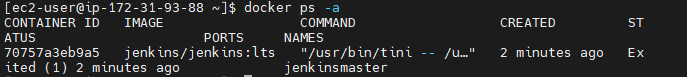 [ec2-user@ip-172-31-93-88 ~]$ docker ps -a
CONTAINER ID   IMAGE                 COMMAND                  CREATED         ST
ATUS                     PORTS     NAMES
70757a3eb9a5   jenkins/jenkins:lts   "/usr/bin/tini -- /u…"   2 minutes ago   Ex
ited (1) 2 minutes ago             jenkinsmaster